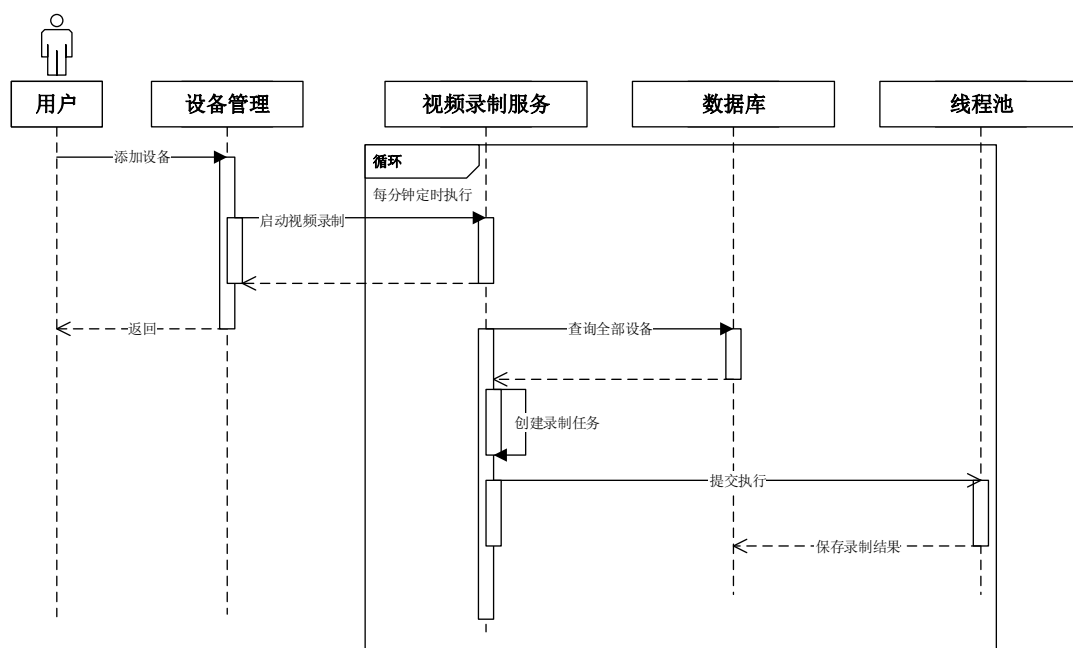 用户
设备管理
视频录制服务
数据库
线程池
添加设备
循环
每分钟定时执行
启动视频录制
返回
查询全部设备
创建录制任务
提交执行
保存录制结果